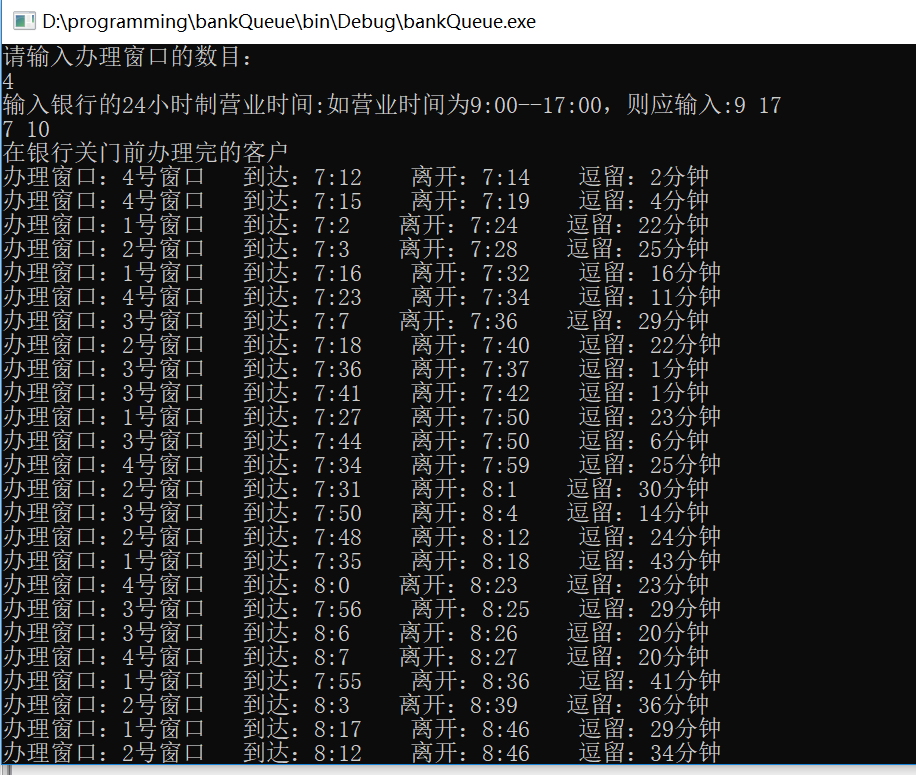 D:\programming\bankQueue\bin\Debug\bankQueue.exe
请输入办理窗口的数目：
4
输入银行的24小时制营业时间:如营业时间为9:00--17:00，则应输入:9 17
7 10
在银行关门前办理完的客户
办理窗口：4号窗口 到达：7:12 离开：7:14 逗留：2分钟
办理窗口：4号窗口 到达：7:15 离开：7:19 逗留：4分钟
办理窗口：1号窗口 到达：7:2 离开：7:24 逗留：22分钟
办理窗口：2号窗口 到达：7:3 离开：7:28 逗留：25分钟
办理窗口：1号窗口 到达：7:16 离开：7:32 逗留：16分钟
办理窗口：4号窗口 到达：7:23 离开：7:34 逗留：11分钟
办理窗口：3号窗口 到达：7:7 离开：7:36 逗留：29分钟
办理窗口：2号窗口 到达：7:18 离开：7:40 逗留：22分钟
办理窗口：3号窗口 到达：7:36 离开：7:37 逗留：1分钟
办理窗口：3号窗口 到达：7:41 离开：7:42 逗留：1分钟
办理窗口：1号窗口 到达：7:27 离开：7:50 逗留：23分钟
办理窗口：3号窗口 到达：7:44 离开：7:50 逗留：6分钟
办理窗口：4号窗口 到达：7:34 离开：7:59 逗留：25分钟
办理窗口：2号窗口 到达：7:31 离开：8:1 逗留：30分钟
办理窗口：3号窗口 到达：7:50 离开：8:4 逗留：14分钟
办理窗口：2号窗口 到达：7:48 离开：8:12 逗留：24分钟
办理窗口：1号窗口 到达：7:35 离开：8:18 逗留：43分钟
办理窗口：4号窗口 到达：8:0 离开：8:23 逗留：23分钟
办理窗口：3号窗口 到达：7:56 离开：8:25 逗留：29分钟
办理窗口：3号窗口 到达：8:6 离开：8:26 逗留：20分钟
办理窗口：4号窗口 到达：8:7 离开：8:27 逗留：20分钟
办理窗口：1号窗口 到达：7:55 离开：8:36 逗留：41分钟
办理窗口：2号窗口 到达：8:3 离开：8:39 逗留：36分钟
办理窗口：1号窗口 到达：8:17 离开：8:46 逗留：29分钟
办理窗口：2号窗口 到达：8:12 离开：8:46 逗留：34分钟